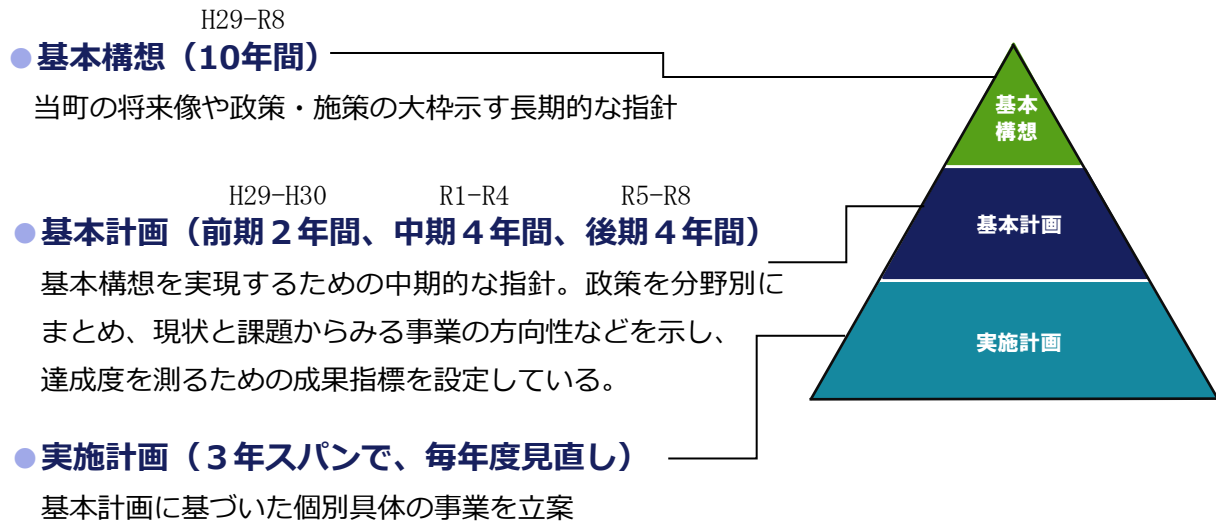 H29-R8
●基本構想（10年間）
当町の将来像や政策・施策の大枠示す長期的な指針
H29-H30 R1-R4 R5-R8
●基本計画（前期２年間、中期４年間、後期４年間）
基本構想を実現するための中期的な指針。政策を分野別に
まとめ、現状と課題からみる事業の方向性などを示し、
達成度を測るための成果指標を設定している。
●実施計画（３年スパンで、毎年度見直し）
基本計画に基づいた個別具体の事業を立案
基本
構想
基本計画
実施計画